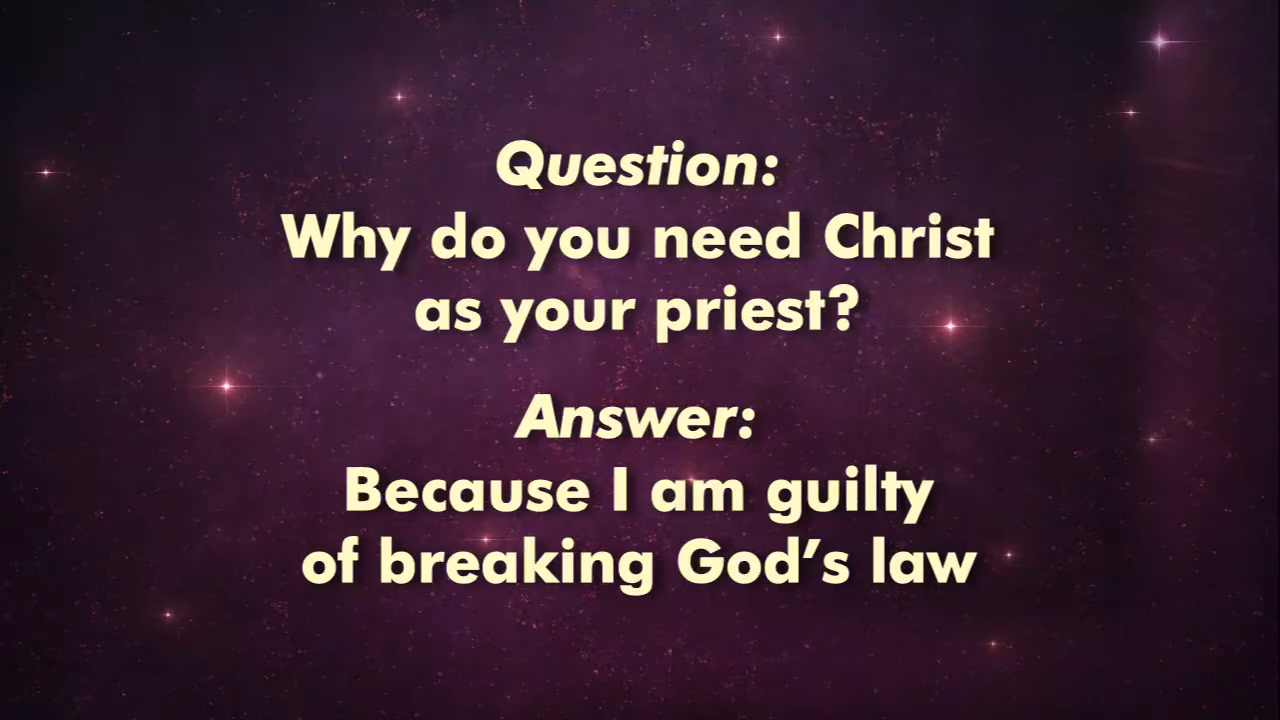 Question:
Why do you need Christ
as your priest?
Answer:
Because I am guilty
of breaking God’s law